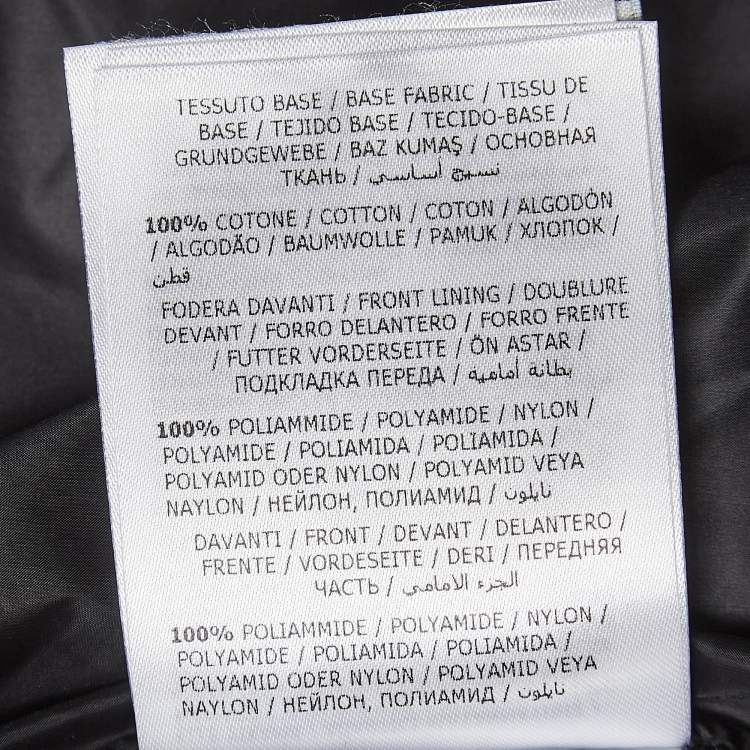 TESSUTO BASE / BASE FABRIC / TISSU DE
BASE / TEJIDO BASE / TECIDO-BASE /
GRUNDGEWEBE / BAZ KUMAŞ / ОСНОВНАЯ
ТКАНЬ / نسيج أساسي
100% COTONE / COTTON / COTON / ALGODÓN
/ ALGODÃO / BAUMWOLLE / PAMUK / ХЛОПОК /
قطن
FODERA DAVANTI / FRONT LINING / DOUBLURE
DEVANT / FORRO DELANTERO / FORRO FRENTE
/ FUTTER VORDERSEITE / ÖN ASTAR /
ПОДКЛАДКА ПЕРЕДА / بطانة أمامية
100% POLIAMMIDE / POLYAMIDE / NYLON /
POLYAMIDE / POLIAMIDA / POLIAMIDA /
POLYAMID ODER NYLON / POLYAMID VEYA
NAYLON / НЕЙЛОН, ПОЛИАМИД / نايلون
DAVANTI / FRONT / DEVANT / DELANTERO /
FRENTE / VORDESEITE / DERI / ПЕРЕДНЯЯ
ЧАСТЬ / الجزء الامامي
100% POLIAMMIDE / POLYAMIDE / NYLON /
POLYAMIDE / POLIAMIDA / POLIAMIDA /
POLYAMID ODER NYLON / POLYAMID VEYA
NAYLON / НЕЙЛОН, ПОЛИАМИД / نايلون